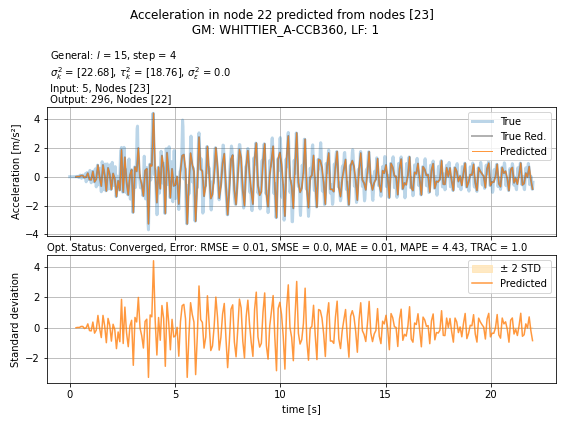 Acceleration in node 22 predicted from nodes [23]
GM: WHITTIER_A-CCB360, LF: 1
General: l = 15, step = 4
σ²ₖ = [22.68], τ²ₖ = [18.76], σ²ε = 0.0
Input: 5, Nodes [23]
Output: 296, Nodes [22]
Acceleration [m/s²]
4
2
0
−2
−4
True
True Red.
Predicted
Opt. Status: Converged, Error: RMSE = 0.01, SMSE = 0.0, MAE = 0.01, MAPE = 4.43, TRAC = 1.0
Standard deviation
4
2
0
−2
± 2 STD
Predicted
0 5 10 15 20
time [s]